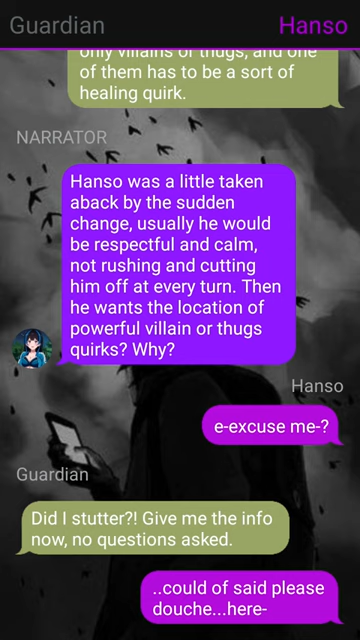 Guardian
Hanso
only villains or thugs, and one
of them has to be a sort of
healing quirk.
NARRATOR
Hanso was a little taken
aback by the sudden
change, usually he would
be respectful and calm,
not rushing and cutting
him off at every turn. Then
he wants the location of
powerful villain or thugs
quirks? Why?
Hanso
e-excuse me-?
Guardian
Did I stutter?! Give me the info
now, no questions asked.
..could of said please
douche...here-